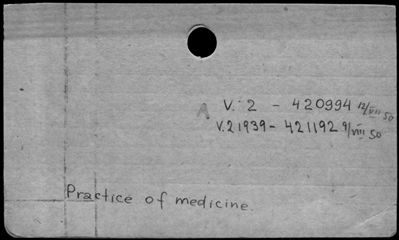 V. 2 - 420994 12/VIII 50
A
V. 2 1939 - 421192 9/VIII 50
Practice of medicine.